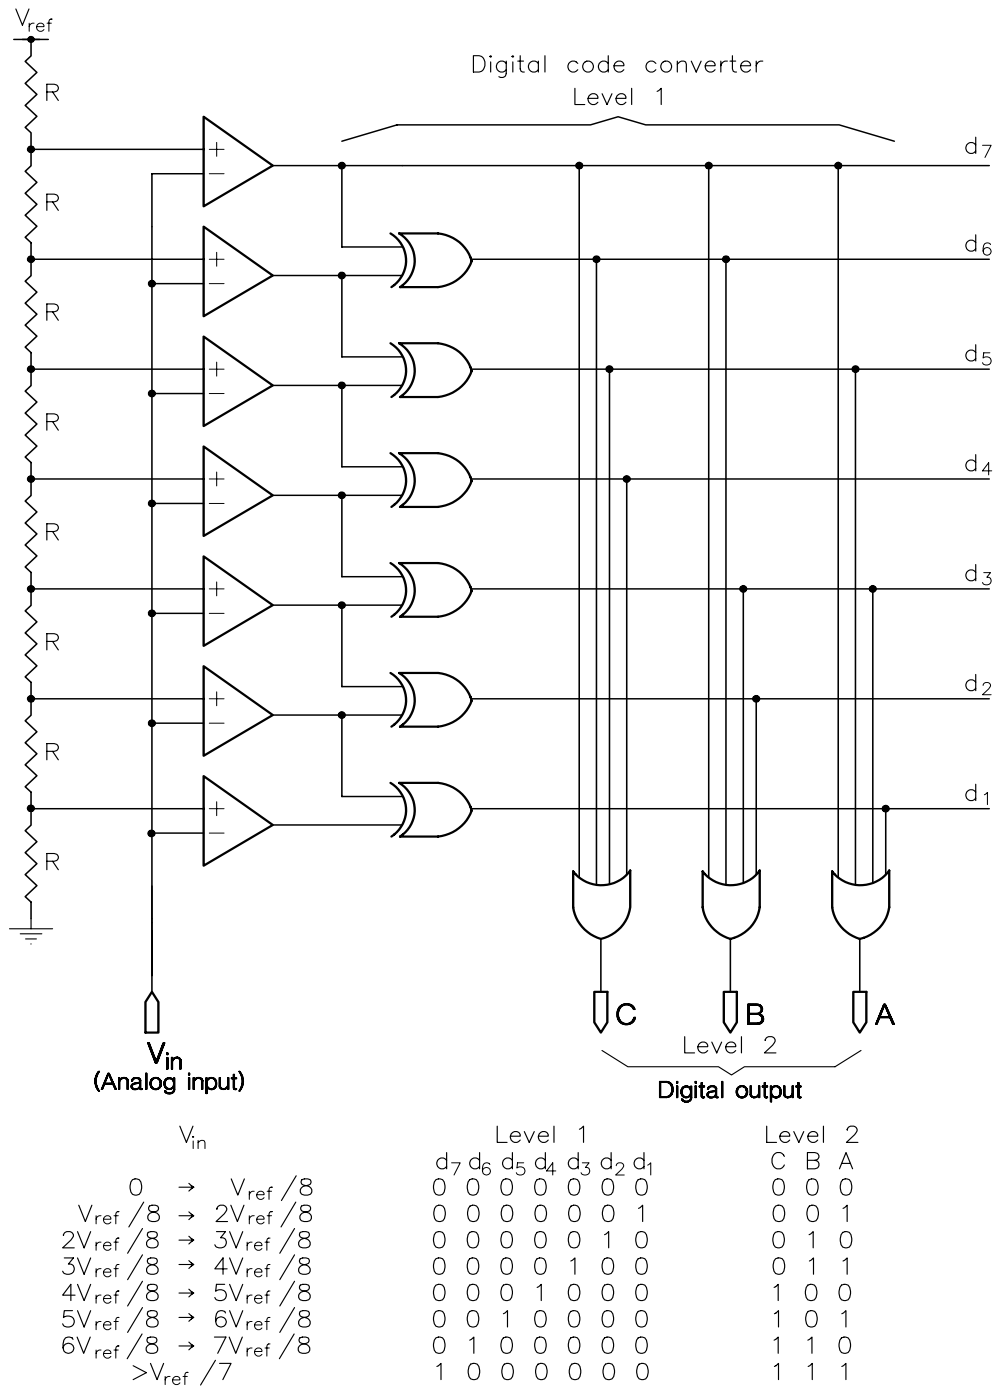 Vref
Digital code converter
Level 1
R
d7
R
d6
R
d5
R
d4
R
d3
R
d2
R
d1
R
+
−
+
−
+
−
+
−
+
−
+
−
+
−
C
B
A
Vin
(Analog input)
Level 2
Digital output
Vin Level 1 Level 2
d7 d6 d5 d4 d3 d2 d1 C B A
0 → Vref /8 0 0 0 0 0 0 0 0 0 0
Vref /8 → 2Vref /8 0 0 0 0 0 0 1 0 0 1
2Vref /8 → 3Vref /8 0 0 0 0 0 1 0 0 1 0
3Vref /8 → 4Vref /8 0 0 0 0 1 0 0 0 1 1
4Vref /8 → 5Vref /8 0 0 0 1 0 0 0 1 0 0
5Vref /8 → 6Vref /8 0 0 1 0 0 0 0 1 0 1
6Vref /8 → 7Vref /8 0 1 0 0 0 0 0 1 1 0
>Vref /7 1 0 0 0 0 0 0 1 1 1